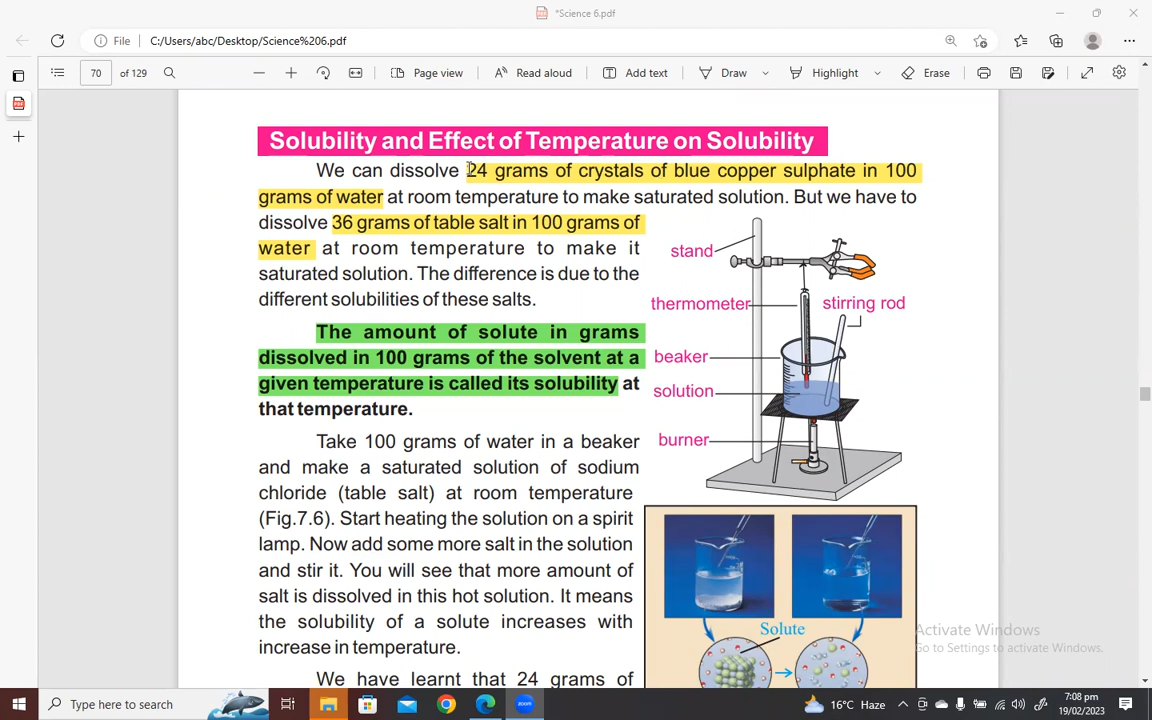 *Science 6.pdf
File C:/Users/abc/Desktop/Science%206.pdf
70 of 129 Page view Read aloud Add text Draw Highlight Erase
Solubility and Effect of Temperature on Solubility
We can dissolve 24 grams of crystals of blue copper sulphate in 100
grams of water at room temperature to make saturated solution. But we have to
dissolve 36 grams of table salt in 100 grams of
water at room temperature to make it
saturated solution. The difference is due to the
different solubilities of these salts.
The amount of solute in grams
dissolved in 100 grams of the solvent at a
given temperature is called its solubility at
that temperature.
Take 100 grams of water in a beaker
and make a saturated solution of sodium
chloride (table salt) at room temperature
(Fig.7.6). Start heating the solution on a spirit
lamp. Now add some more salt in the solution
and stir it. You will see that more amount of
salt is dissolved in this hot solution. It means
the solubility of a solute increases with
increase in temperature.
We have learnt that 24 grams of
stand
thermometer
stirring rod
beaker
solution
burner
Solute
Activate Windows
Go to Settings to activate Windows.
Type here to search
zoom
16°C Haze
7:08 pm
19/02/2023